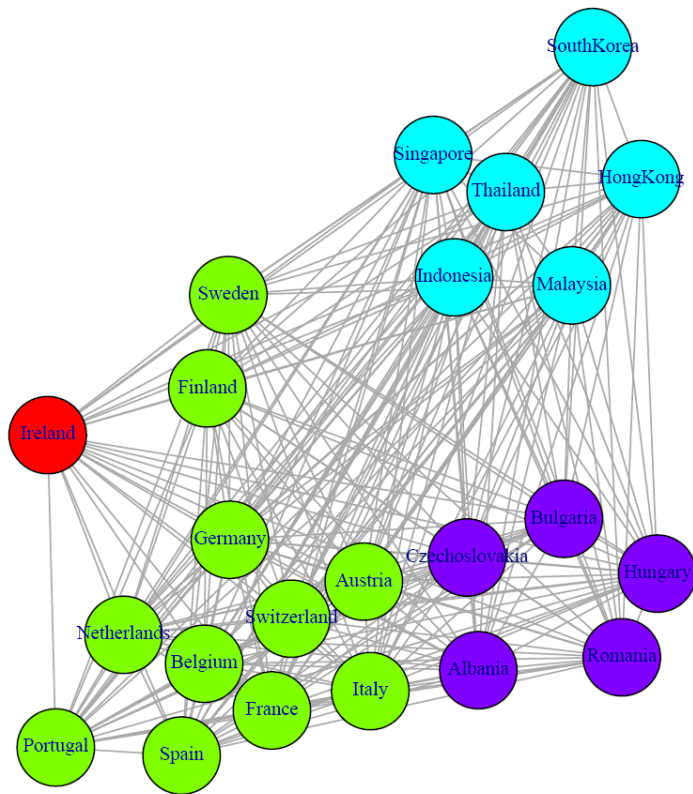 SouthKorea
Singapore
Thailand
HongKong
Indonesia
Malaysia
Sweden
Finland
Ireland
Germany
Bulgaria
Czechoslovakia
Hungary
Austria
Switzerland
Netherlands
Belgium
Albania
Romania
Italy
France
Portugal
Spain